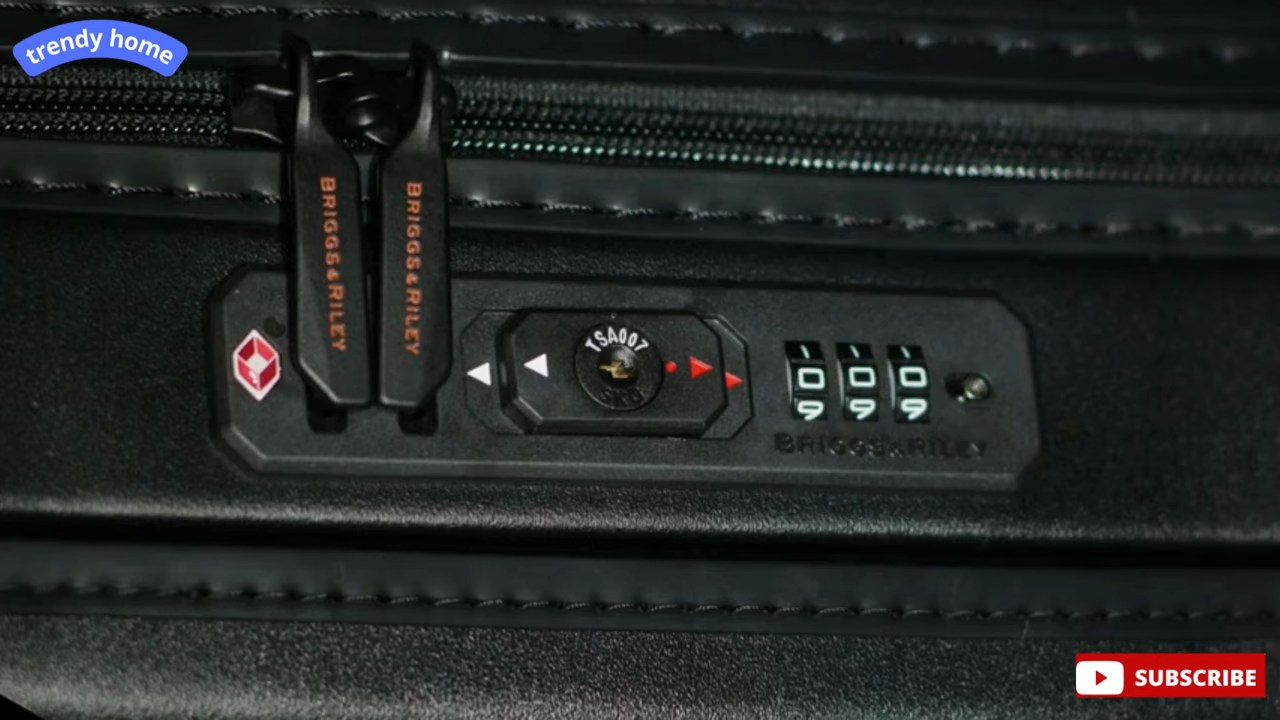 trendy home
BRIGGS & RILEY
BRIGGS & RILEY
TSA007
1 1 1
0 0 0
9 9 9
BRIGGS & RILEY
SUBSCRIBE